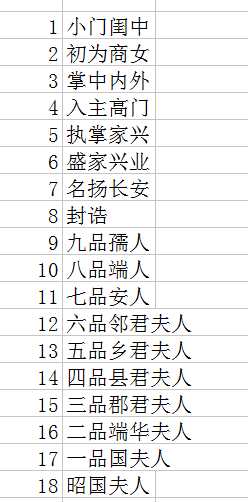 1 小门闺中
2 初为商女
3 掌中内外
4 入主高门
5 执掌家兴
6 盛家兴业
7 名扬长安
8 封诰
9 九品孺人
10 八品端人
11 七品安人
12 六品邻君夫人
13 五品乡君夫人
14 四品县君夫人
15 三品郡君夫人
16 二品端华夫人
17 一品国夫人
18 昭国夫人